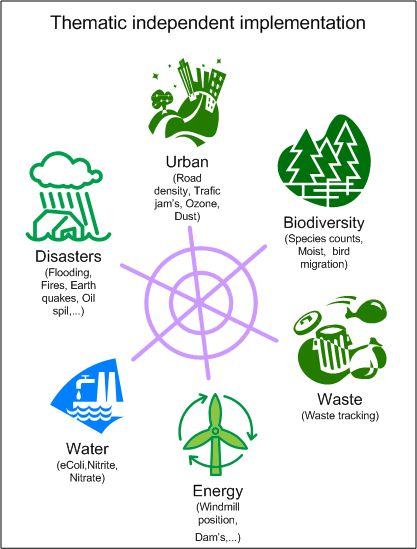 Thematic independent implementation
Urban
(Road
density, Trafic
jam's, Ozone,
Dust)
Biodiversity
(Species counts,
Moist, bird
migration)
Disasters
(Flooding,
Fires, Earth
quakes, Oil
spil,...)
Waste
(Waste tracking)
Water
(eColi,Nitrite,
Nitrate)
Energy
(Windmill
position,
Dam's,...)